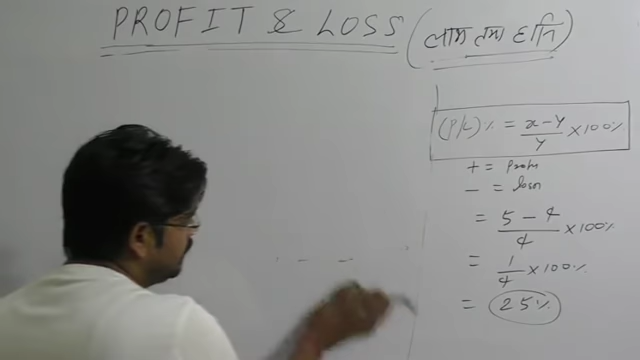 PROFIT & LOSS (लाभ तथा हानि)
(P/L)% = x-y/y ×100%
+ = Profit
- = loss
= 5-4/4 ×100%
= 1/4 ×100%
= 25%